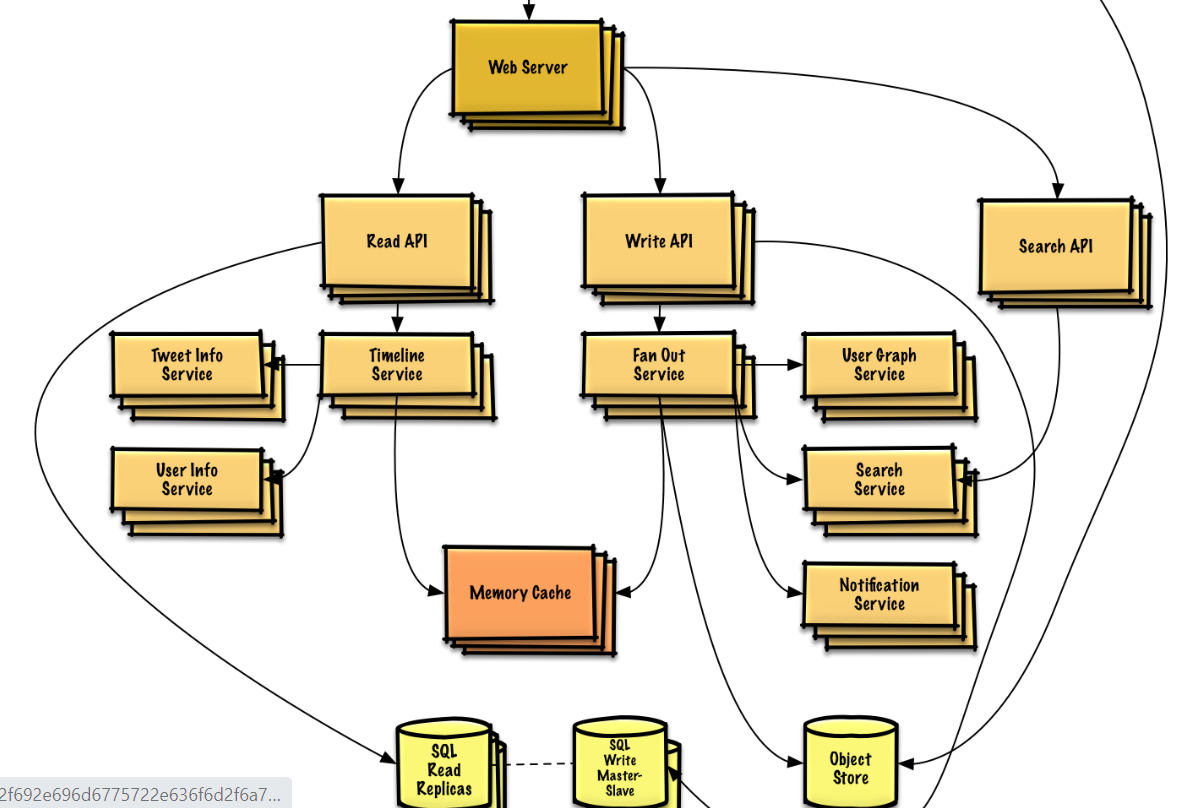 Web Server
Read API
Write API
Search API
Tweet Info
Service
Timeline
Service
Fan Out
Service
User Graph
Service
User Info
Service
Search
Service
Memory Cache
Notification
Service
SQL
Read
Replicas
SQL
Write
Master-
Slave
Object
Store
2f692e696d6775722e636f6d2f6a7...